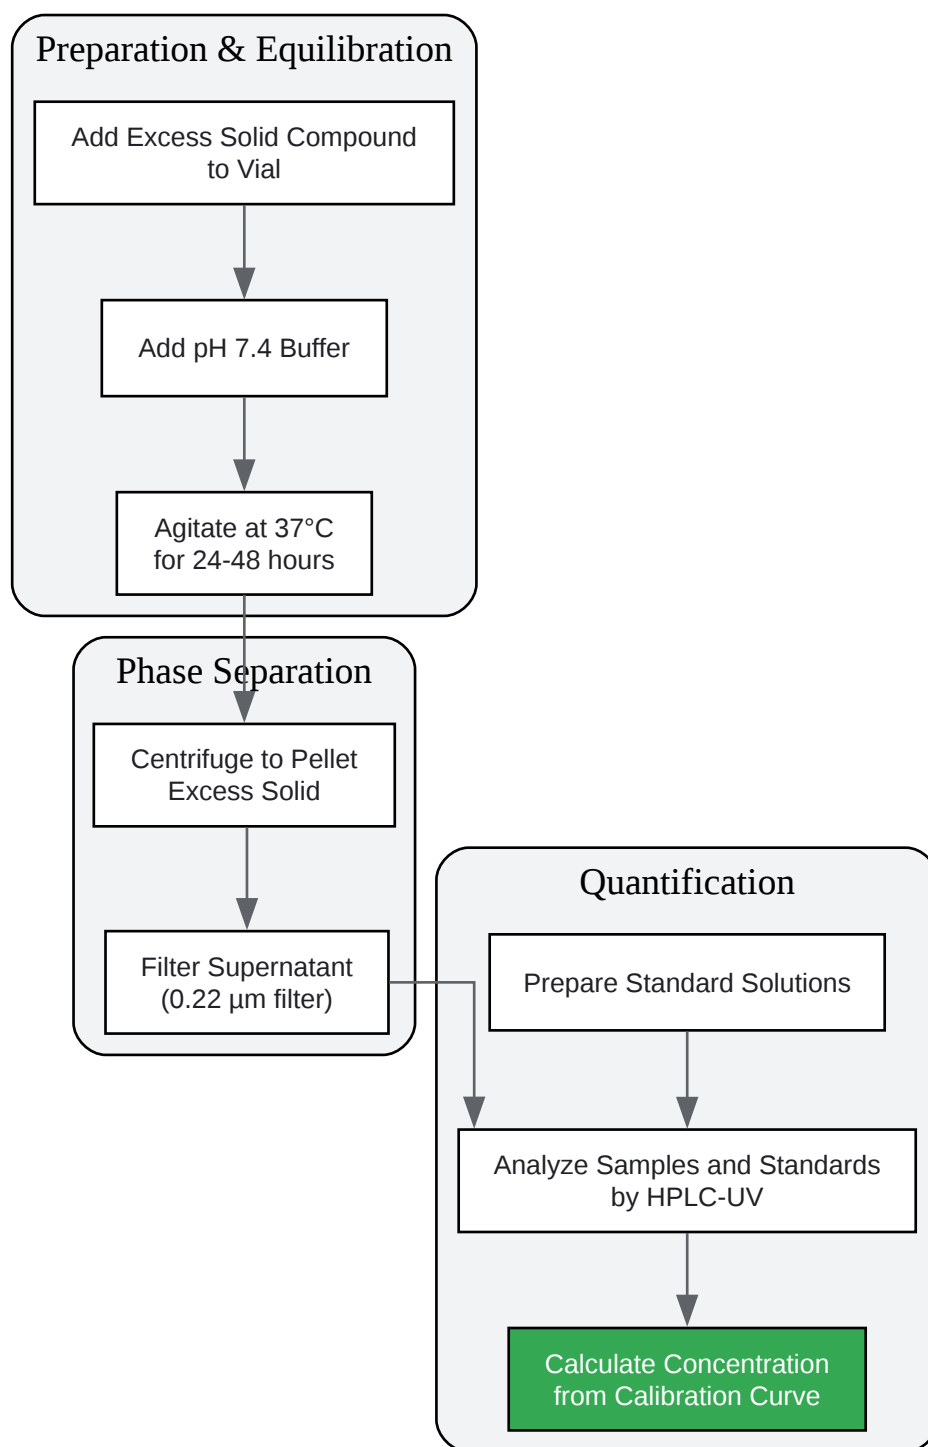 Preparation & Equilibration
Add Excess Solid Compound
to Vial
Add pH 7.4 Buffer
Agitate at 37°C
for 24-48 hours
Phase Separation
Centrifuge to Pellet
Excess Solid
Filter Supernatant
(0.22 µm filter)
Quantification
Prepare Standard Solutions
Analyze Samples and Standards
by HPLC-UV
Calculate Concentration
from Calibration Curve